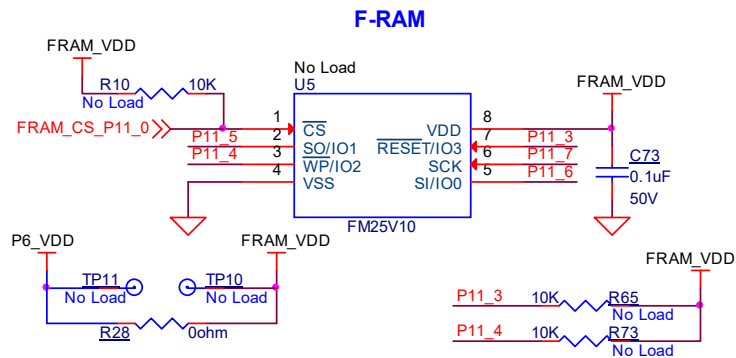 F-RAM
FRAM_VDD
R10 10K
No Load
FRAM_CS_P11_0
No Load
U5
1 CS VDD 8
P11_5 2 SO/IO1 RESET/IO3 7 P11_3
P11_4 3 WP/IO2 SCK 6 P11_7
4 VSS SI/IO0 5 P11_6
FM25V10
FRAM_VDD
C73
0.1uF
50V
P6_VDD FRAM_VDD
TP11 TP10
No Load No Load
R28 0ohm
FRAM_VDD
P11_3 10K R65
No Load
P11_4 10K R73
No Load